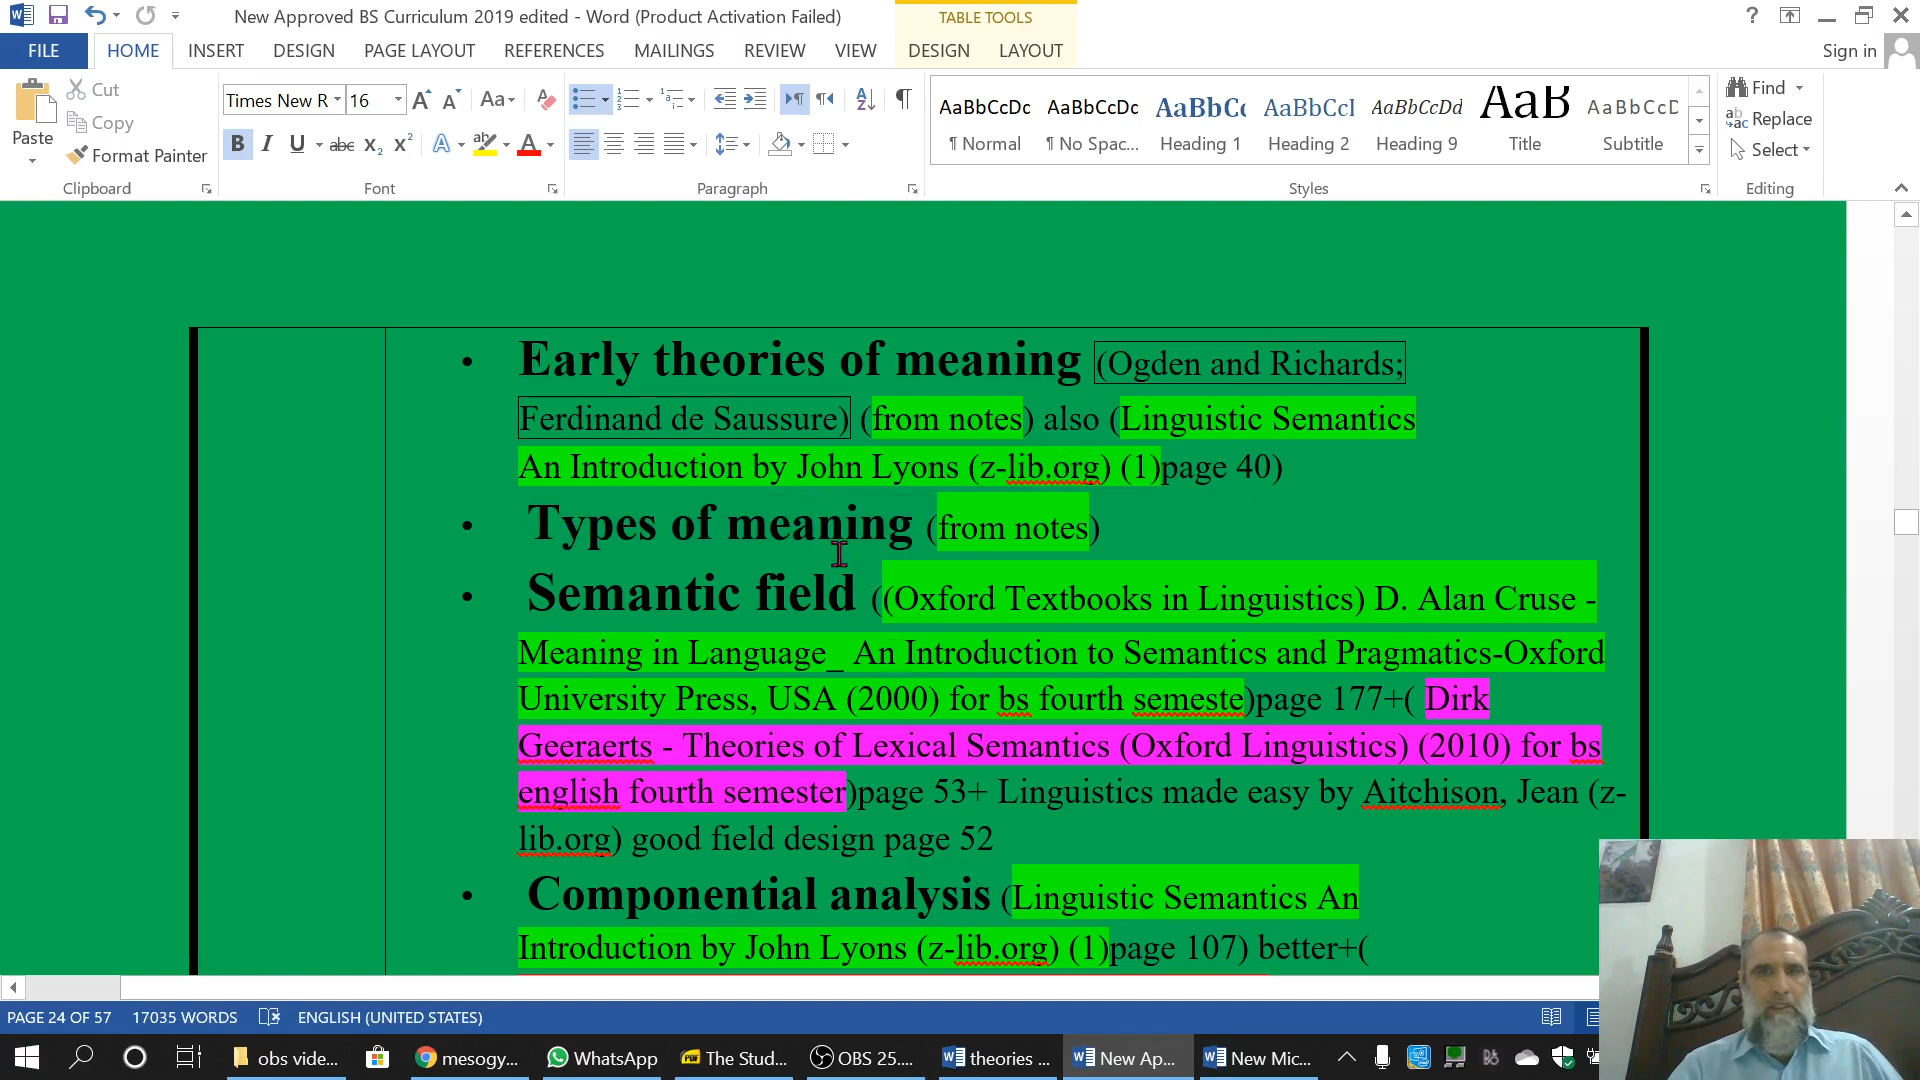 New Approved BS Curriculum 2019 edited - Word (Product Activation Failed)
TABLE TOOLS
FILE HOME INSERT DESIGN PAGE LAYOUT REFERENCES MAILINGS REVIEW VIEW DESIGN LAYOUT Sign in
Paste
Cut
Copy
Format Painter
Clipboard
Times New R 16
Font
Paragraph
AaBbCcDc AaBbCcDc AaBbC AaBbCcI AaBbCcDd AaB AaBbCcD
¶ Normal ¶ No Spac... Heading 1 Heading 2 Heading 9 Title Subtitle
Styles
Find
Replace
Select
Editing
• Early theories of meaning (Ogden and Richards;
Ferdinand de Saussure) (from notes) also (Linguistic Semantics
An Introduction by John Lyons (z-lib.org) (1)page 40)
• Types of meaning (from notes)
• Semantic field ((Oxford Textbooks in Linguistics) D. Alan Cruse -
Meaning in Language_ An Introduction to Semantics and Pragmatics-Oxford
University Press, USA (2000) for bs fourth semeste)page 177+( Dirk
Geeraerts - Theories of Lexical Semantics (Oxford Linguistics) (2010) for bs
english fourth semester)page 53+ Linguistics made easy by Aitchison, Jean (z-
lib.org) good field design page 52
• Componential analysis (Linguistic Semantics An
Introduction by John Lyons (z-lib.org) (1)page 107) better+(
PAGE 24 OF 57 17035 WORDS ENGLISH (UNITED STATES)
obs vide... mesogy... WhatsApp The Stud... OBS 25.... theories ... New Ap... New Mic...